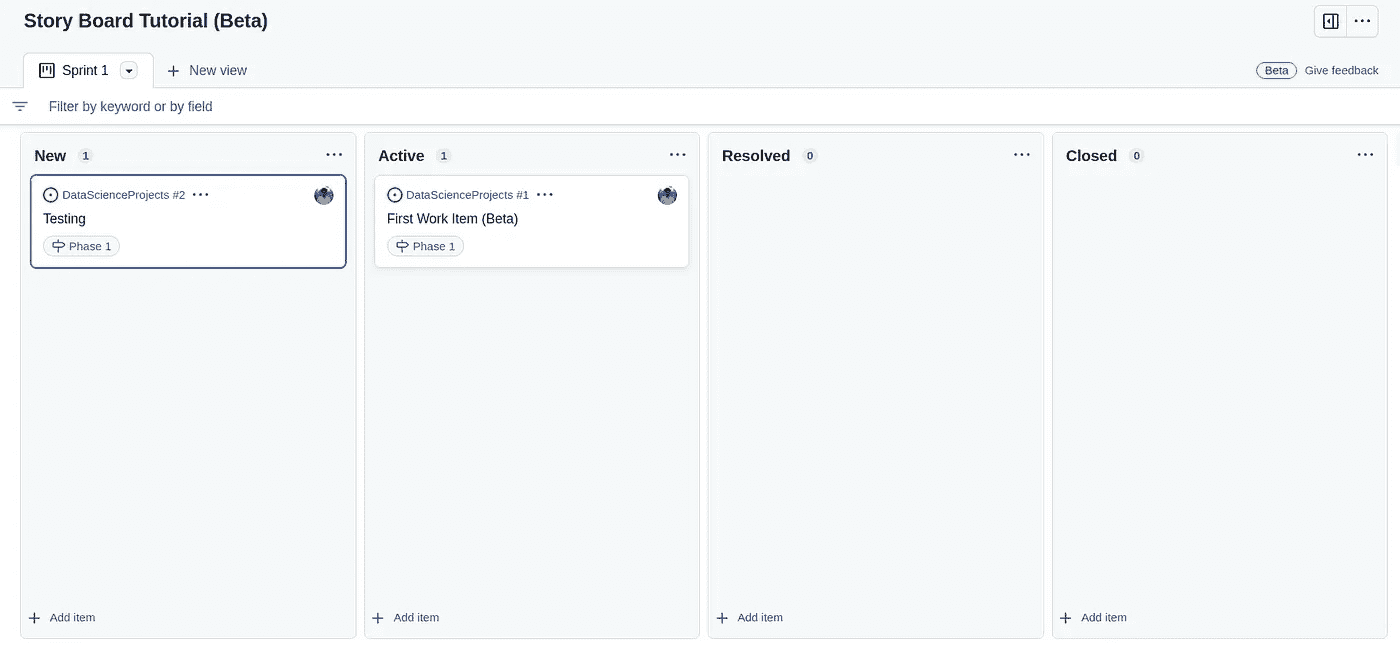 Story Board Tutorial (Beta)
Sprint 1
New view
Beta
Give feedback
Filter by keyword or by field
New 1
DataScienceProjects #2
Testing
Phase 1
Add item
Active 1
DataScienceProjects #1
First Work Item (Beta)
Phase 1
Add item
Resolved 0
Add item
Closed 0
Add item